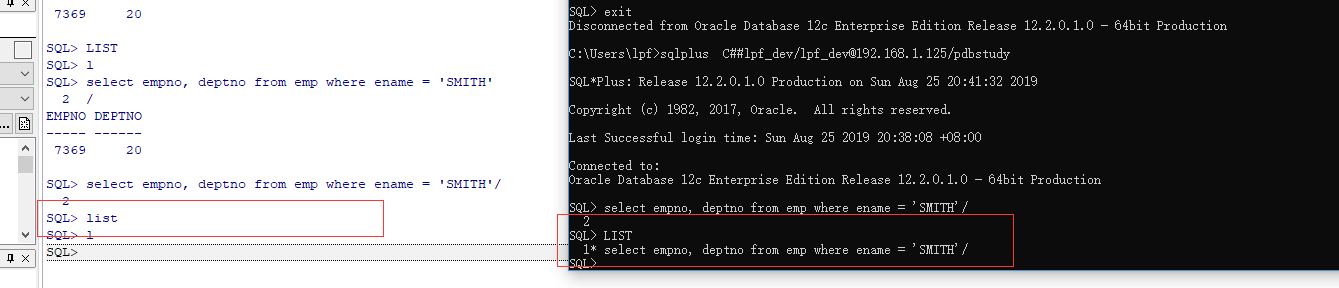 7369     20
SQL> LIST
SQL> l
SQL> select empno, deptno from emp where ename = 'SMITH'
  2  /
EMPNO DEPTNO
----- ------
 7369     20
SQL> select empno, deptno from emp where ename = 'SMITH'/
  2
SQL> list
SQL> l
SQL>
...
SQL> exit
Disconnected from Oracle Database 12c Enterprise Edition Release 12.2.0.1.0 - 64bit Production
C:\Users\lpf>sqlplus  C##lpf_dev/lpf_dev@192.168.1.125/pdbstudy
SQL*Plus: Release 12.2.0.1.0 Production on Sun Aug 25 20:41:32 2019
Copyright (c) 1982, 2017, Oracle.  All rights reserved.
Last Successful login time: Sun Aug 25 2019 20:38:08 +08:00
Connected to:
Oracle Database 12c Enterprise Edition Release 12.2.0.1.0 - 64bit Production
SQL> select empno, deptno from emp where ename = 'SMITH'/
  2
SQL> LIST
  1* select empno, deptno from emp where ename = 'SMITH'/
SQL>